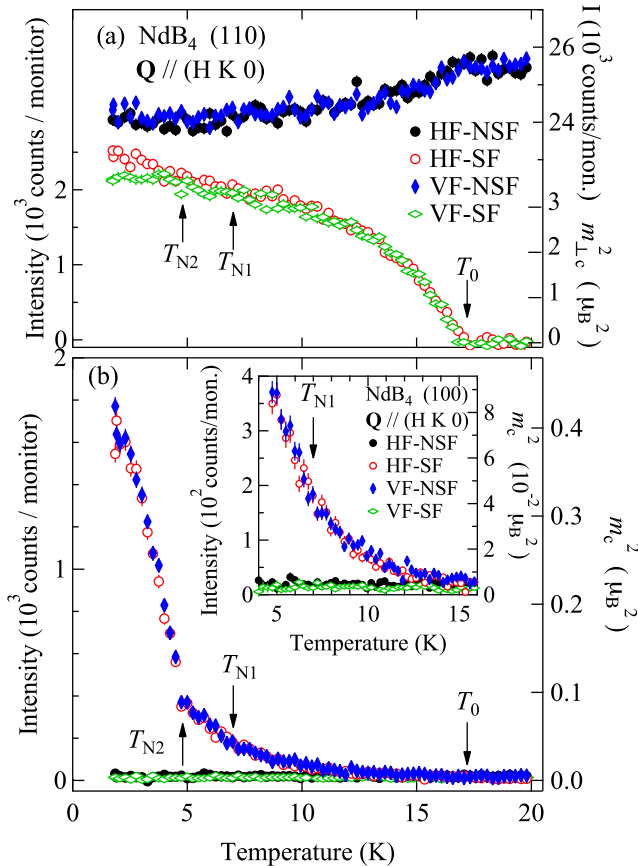 (a) NdB4 (110)
Q // (H K 0)
HF-NSF
HF-SF
VF-NSF
VF-SF
TN2
TN1
T0
2
1
0
Intensity (10^3 counts / monitor)
26
24
I (10^3 counts/mon.)
3
2
1
0
m⊥c^2 (μB^2)
(b)
2
1
0
Intensity (10^3 counts / monitor)
TN2
TN1
T0
0.4
0.3
0.2
0.1
0.0
mc^2 (μB^2)
0
5
10
15
20
Temperature (K)
NdB4 (100)
Q // (H K 0)
HF-NSF
HF-SF
VF-NSF
VF-SF
TN1
4
3
2
1
0
Intensity (10^2 counts/mon.)
8
6
4
2
0
mc^2 (10^-2 μB^2)
5
10
15
Temperature (K)